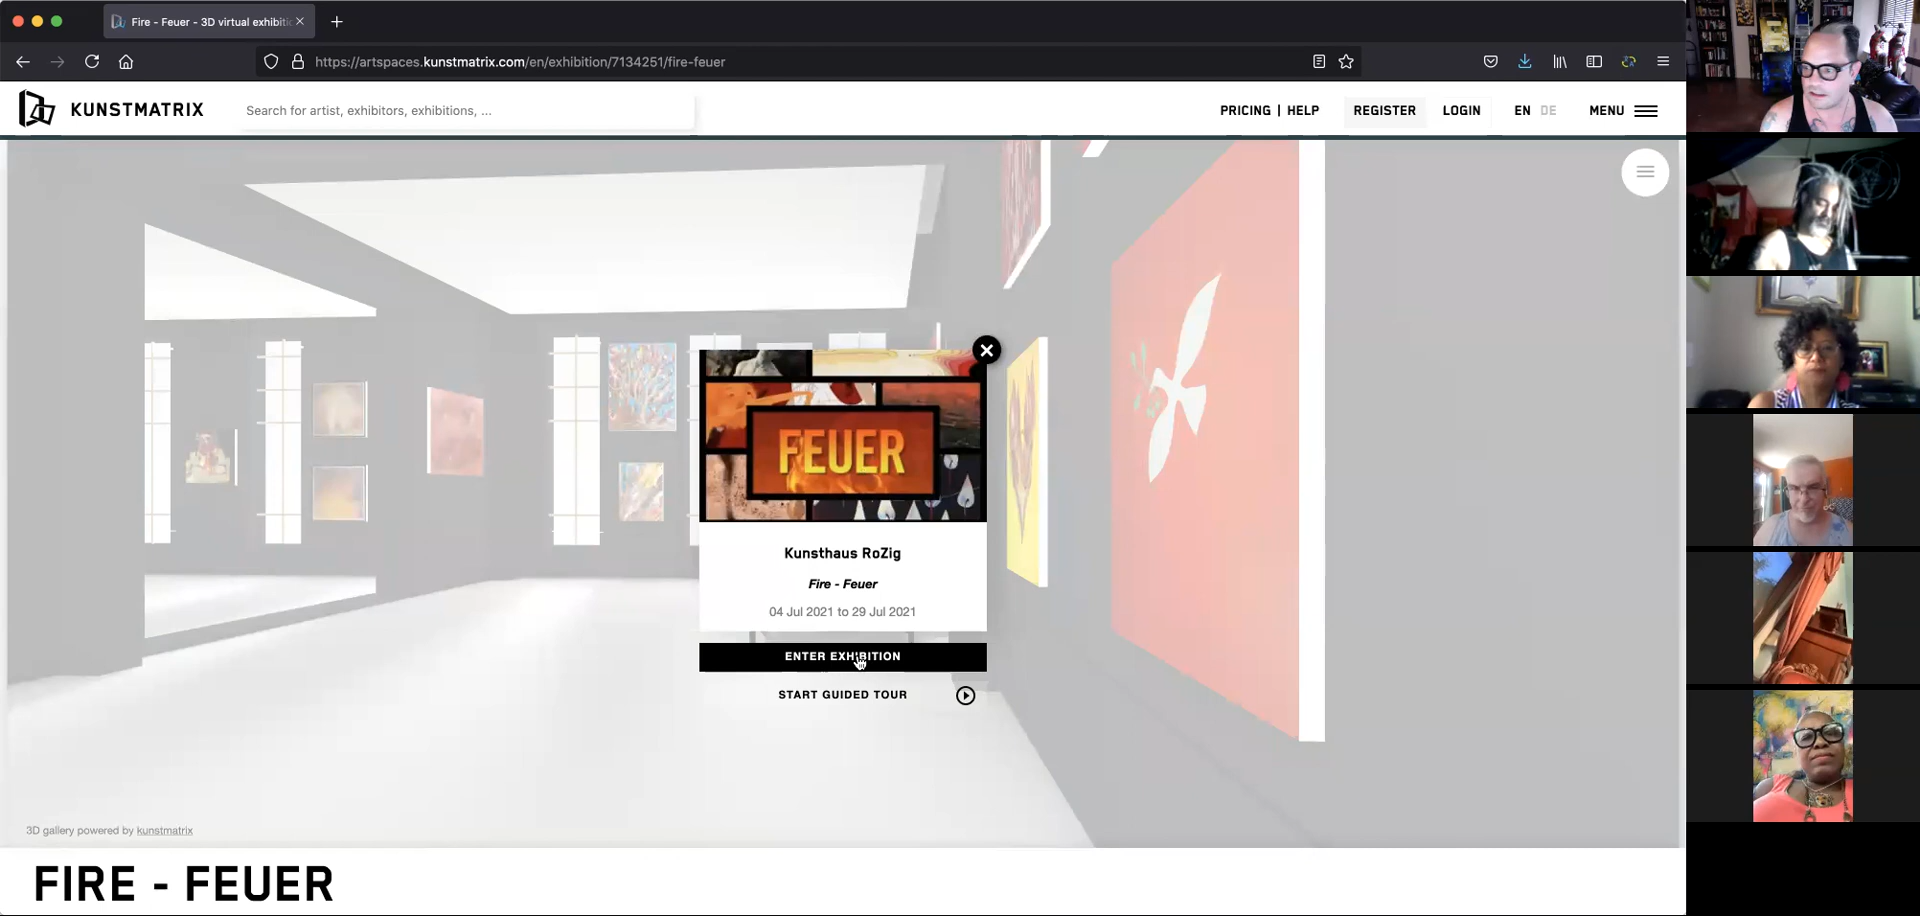 Fire - Feuer - 3D virtual exhibiti
https://artspaces.kunstmatrix.com/en/exhibition/7134251/fire-feuer
KUNSTMATRIX
Search for artist, exhibitors, exhibitions, ...
PRICING | HELP
REGISTER
LOGIN
EN DE
MENU
FEUER
Kunsthaus RoZig
Fire - Feuer
04 Jul 2021 to 29 Jul 2021
ENTER EXHIBITION
START GUIDED TOUR
3D gallery powered by kunstmatrix
FIRE - FEUER